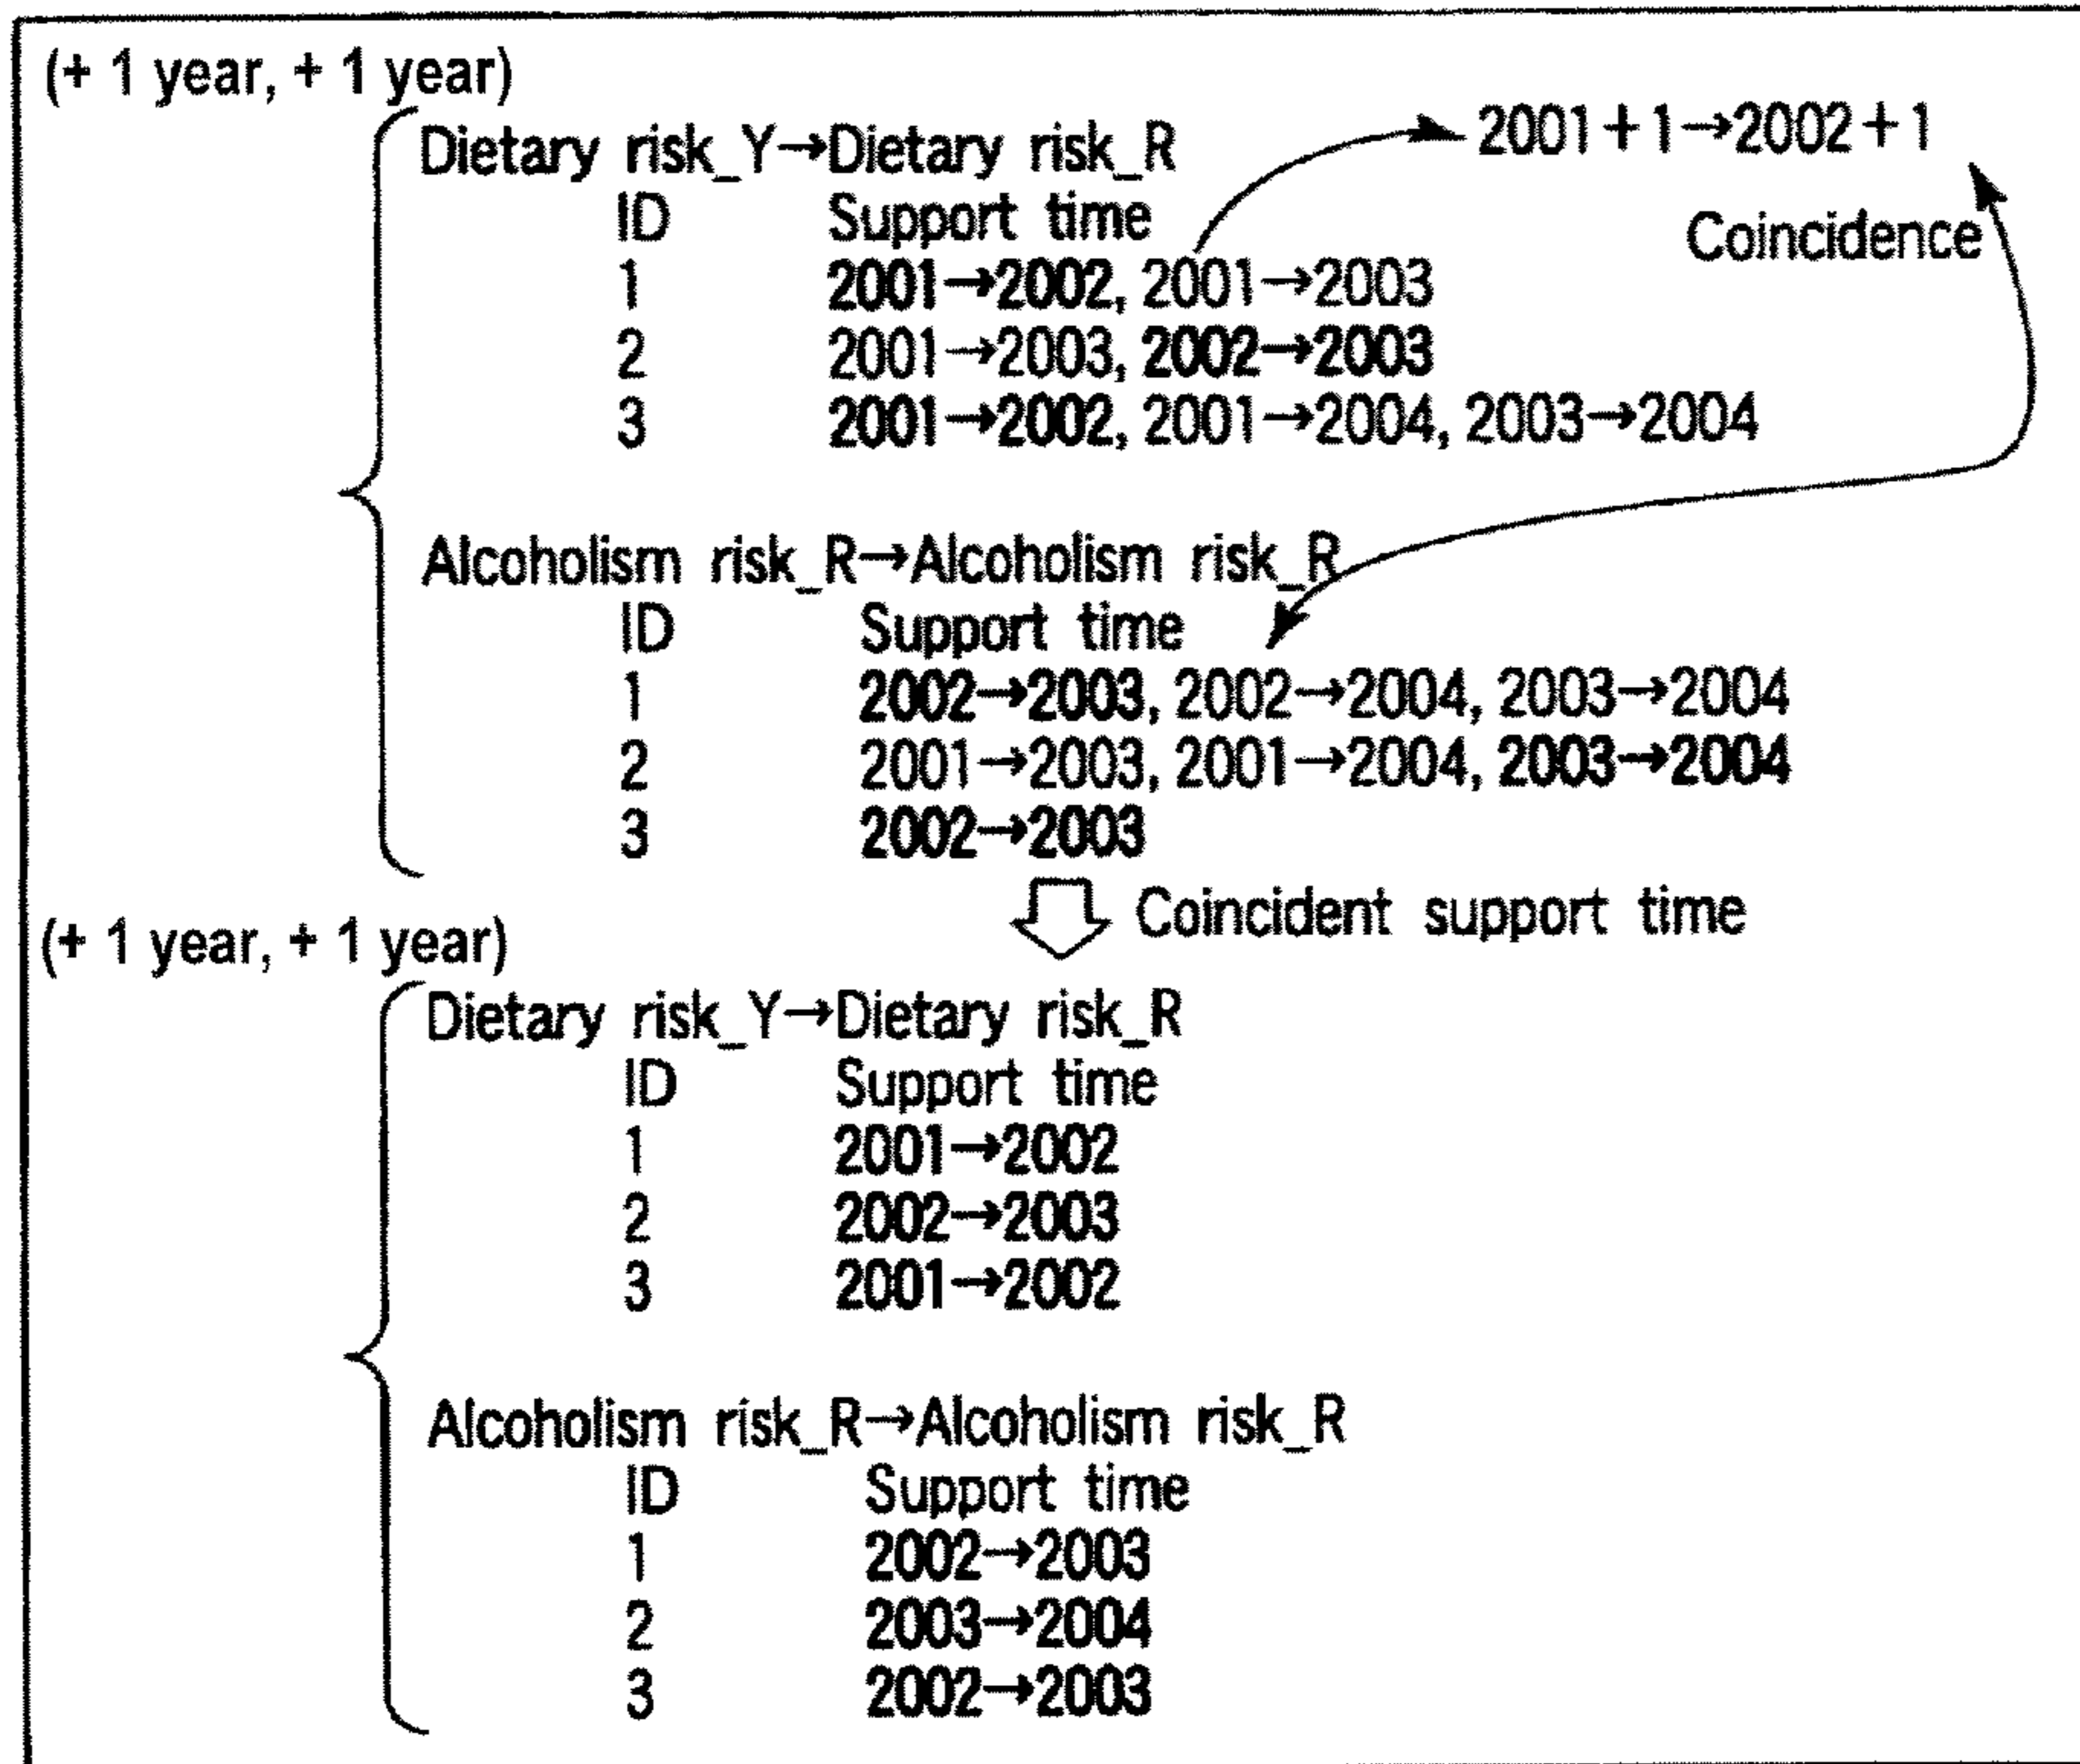 (+ 1 year, + 1 year)
Dietary risk_Y→Dietary risk_R
2001+1→2002+1
Coincidence
ID Support time
1 2001→2002, 2001→2003
2 2001→2003, 2002→2003
3 2001→2002, 2001→2004, 2003→2004
Alcoholism risk_R→Alcoholism risk_R
ID Support time
1 2002→2003, 2002→2004, 2003→2004
2 2001→2003, 2001→2004, 2003→2004
3 2002→2003
Coincident support time
(+ 1 year, + 1 year)
Dietary risk_Y→Dietary risk_R
ID Support time
1 2001→2002
2 2002→2003
3 2001→2002
Alcoholism risk_R→Alcoholism risk_R
ID Support time
1 2002→2003
2 2003→2004
3 2002→2003